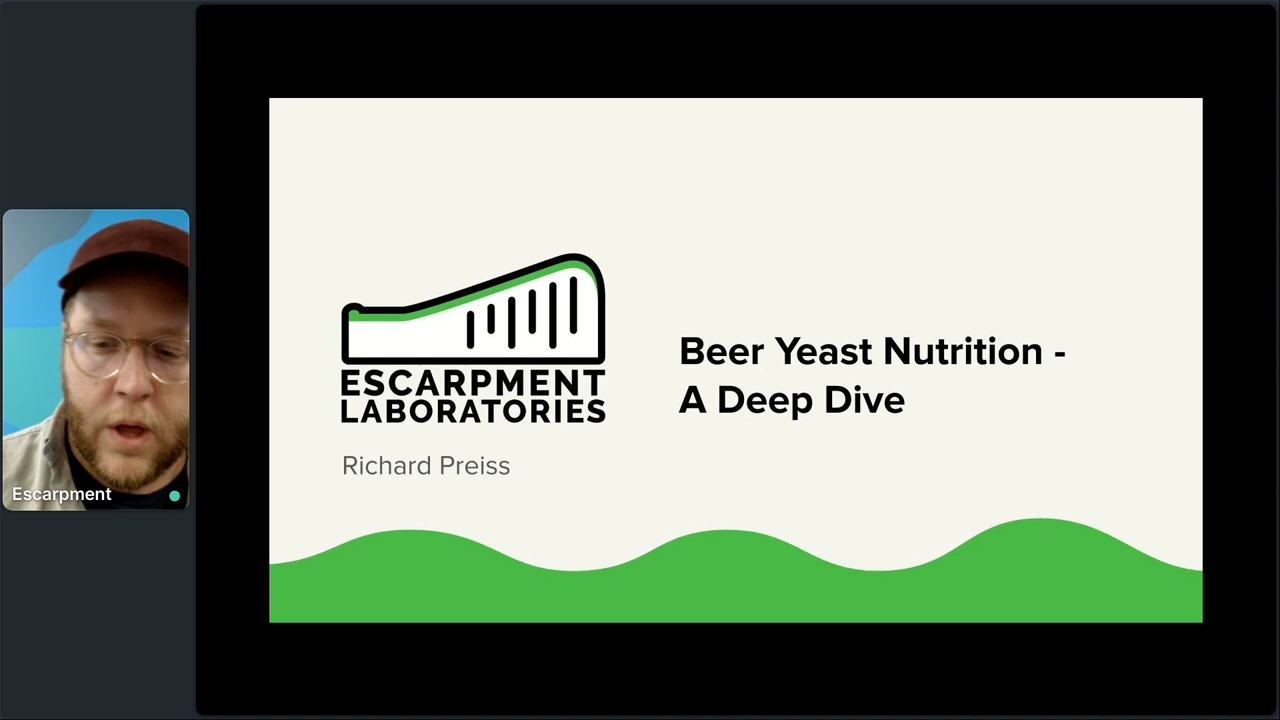 ESCARPMENT
LABORATORIES
Richard Preiss
Beer Yeast Nutrition -
A Deep Dive
Escarpment